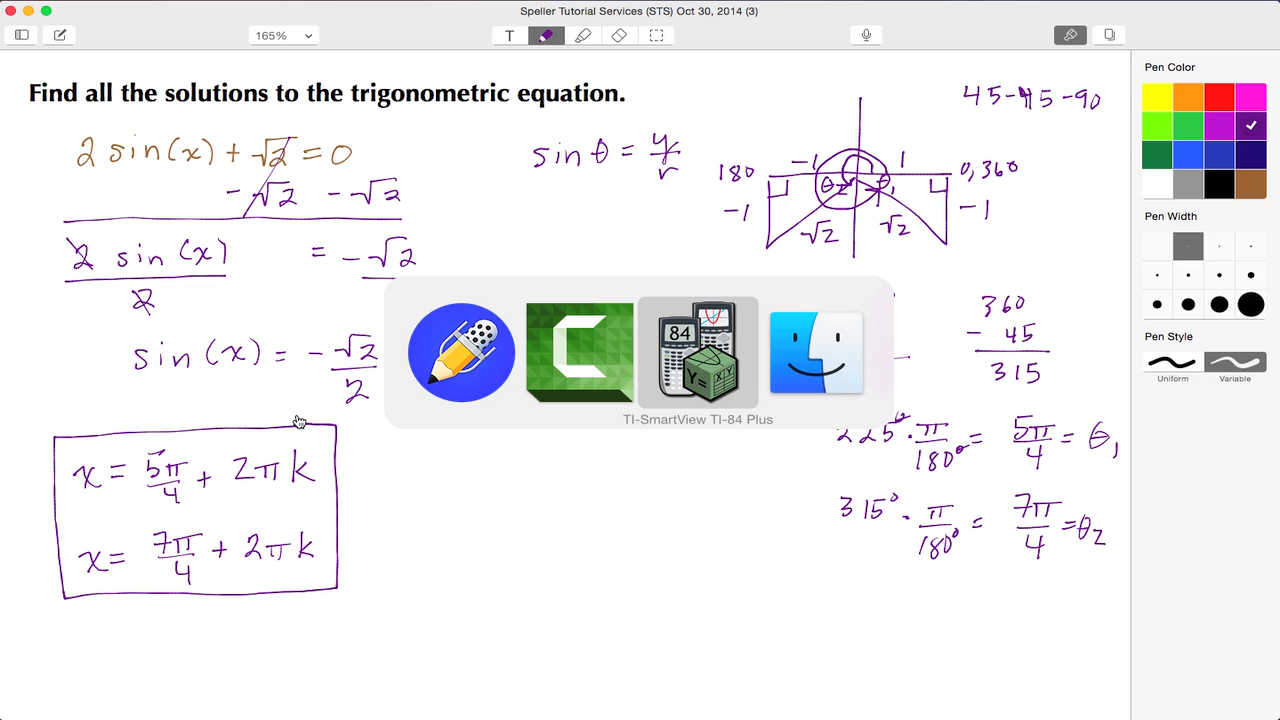 Speller Tutorial Services (STS) Oct 30, 2014 (3)
165%
T
Find all the solutions to the trigonometric equation.
2 sin(x) + √2 = 0
- √2 - √2
2 sin(x) = -√2
2
sin(x) = -√2/2
x = 5π/4 + 2πk
x = 7π/4 + 2πk
sin θ = y/r
45-45-90
180 -1 1 0,360
θ2 θ1
-1 √2 √2 -1
360
- 45
315
225° · π/180° = 5π/4 = θ1
315° · π/180° = 7π/4 = θ2
84
Y= X Y
TI-SmartView TI-84 Plus
Pen Color
Pen Width
Pen Style
Uniform Variable